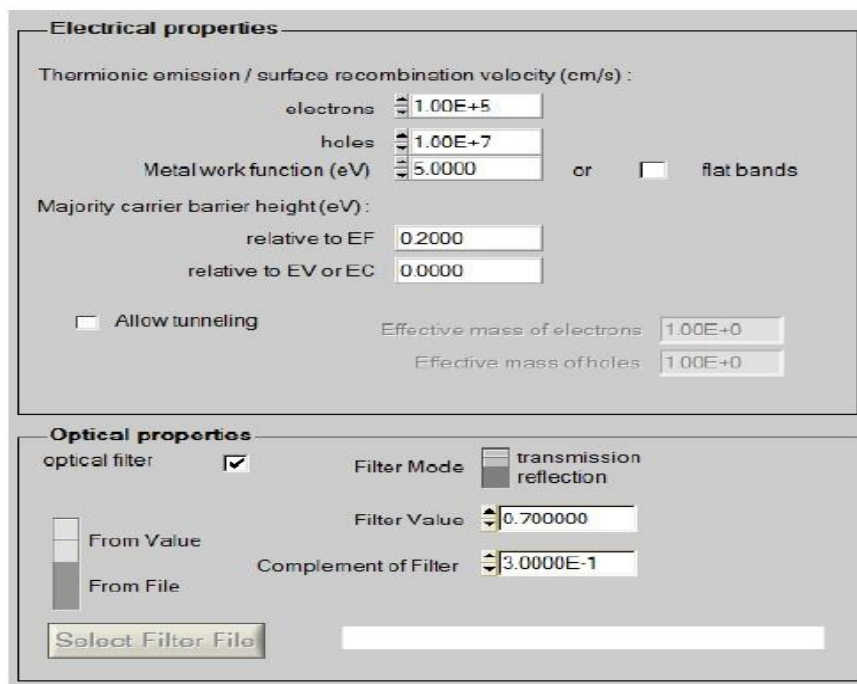 Electrical properties
Thermionic emission / surface recombination velocity (cm/s) :
electrons 1.00E+5
holes 1.00E+7
Metal work function (eV) 5.0000 or flat bands
Majority carrier barrier height (eV) :
relative to EF 0.2000
relative to EV or EC 0.0000
Allow tunneling Effective mass of electrons 1.00E+0
Effective mass of holes 1.00E+0
Optical properties
optical filter Filter Mode transmission
reflection
Filter Value 0.700000
From Value
Complement of Filter 3.0000E-1
From File
Select Filter File